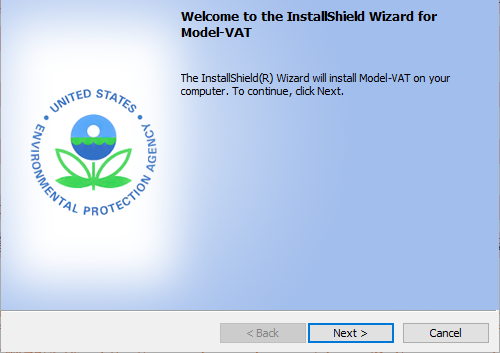 Welcome to the InstallShield Wizard for
Model-VAT
The InstallShield(R) Wizard will install Model-VAT on your
computer. To continue, click Next.
UNITED STATES
ENVIRONMENTAL PROTECTION AGENCY
< Back
Next >
Cancel